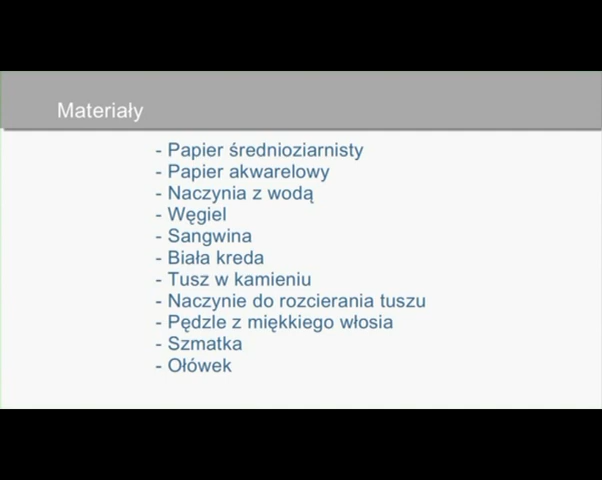 Materiały
- Papier średnioziarnisty
- Papier akwarelowy
- Naczynia z wodą
- Węgiel
- Sangwina
- Biała kreda
- Tusz w kamieniu
- Naczynie do rozcierania tuszu
- Pędzle z miękkiego włosia
- Szmatka
- Ołówek